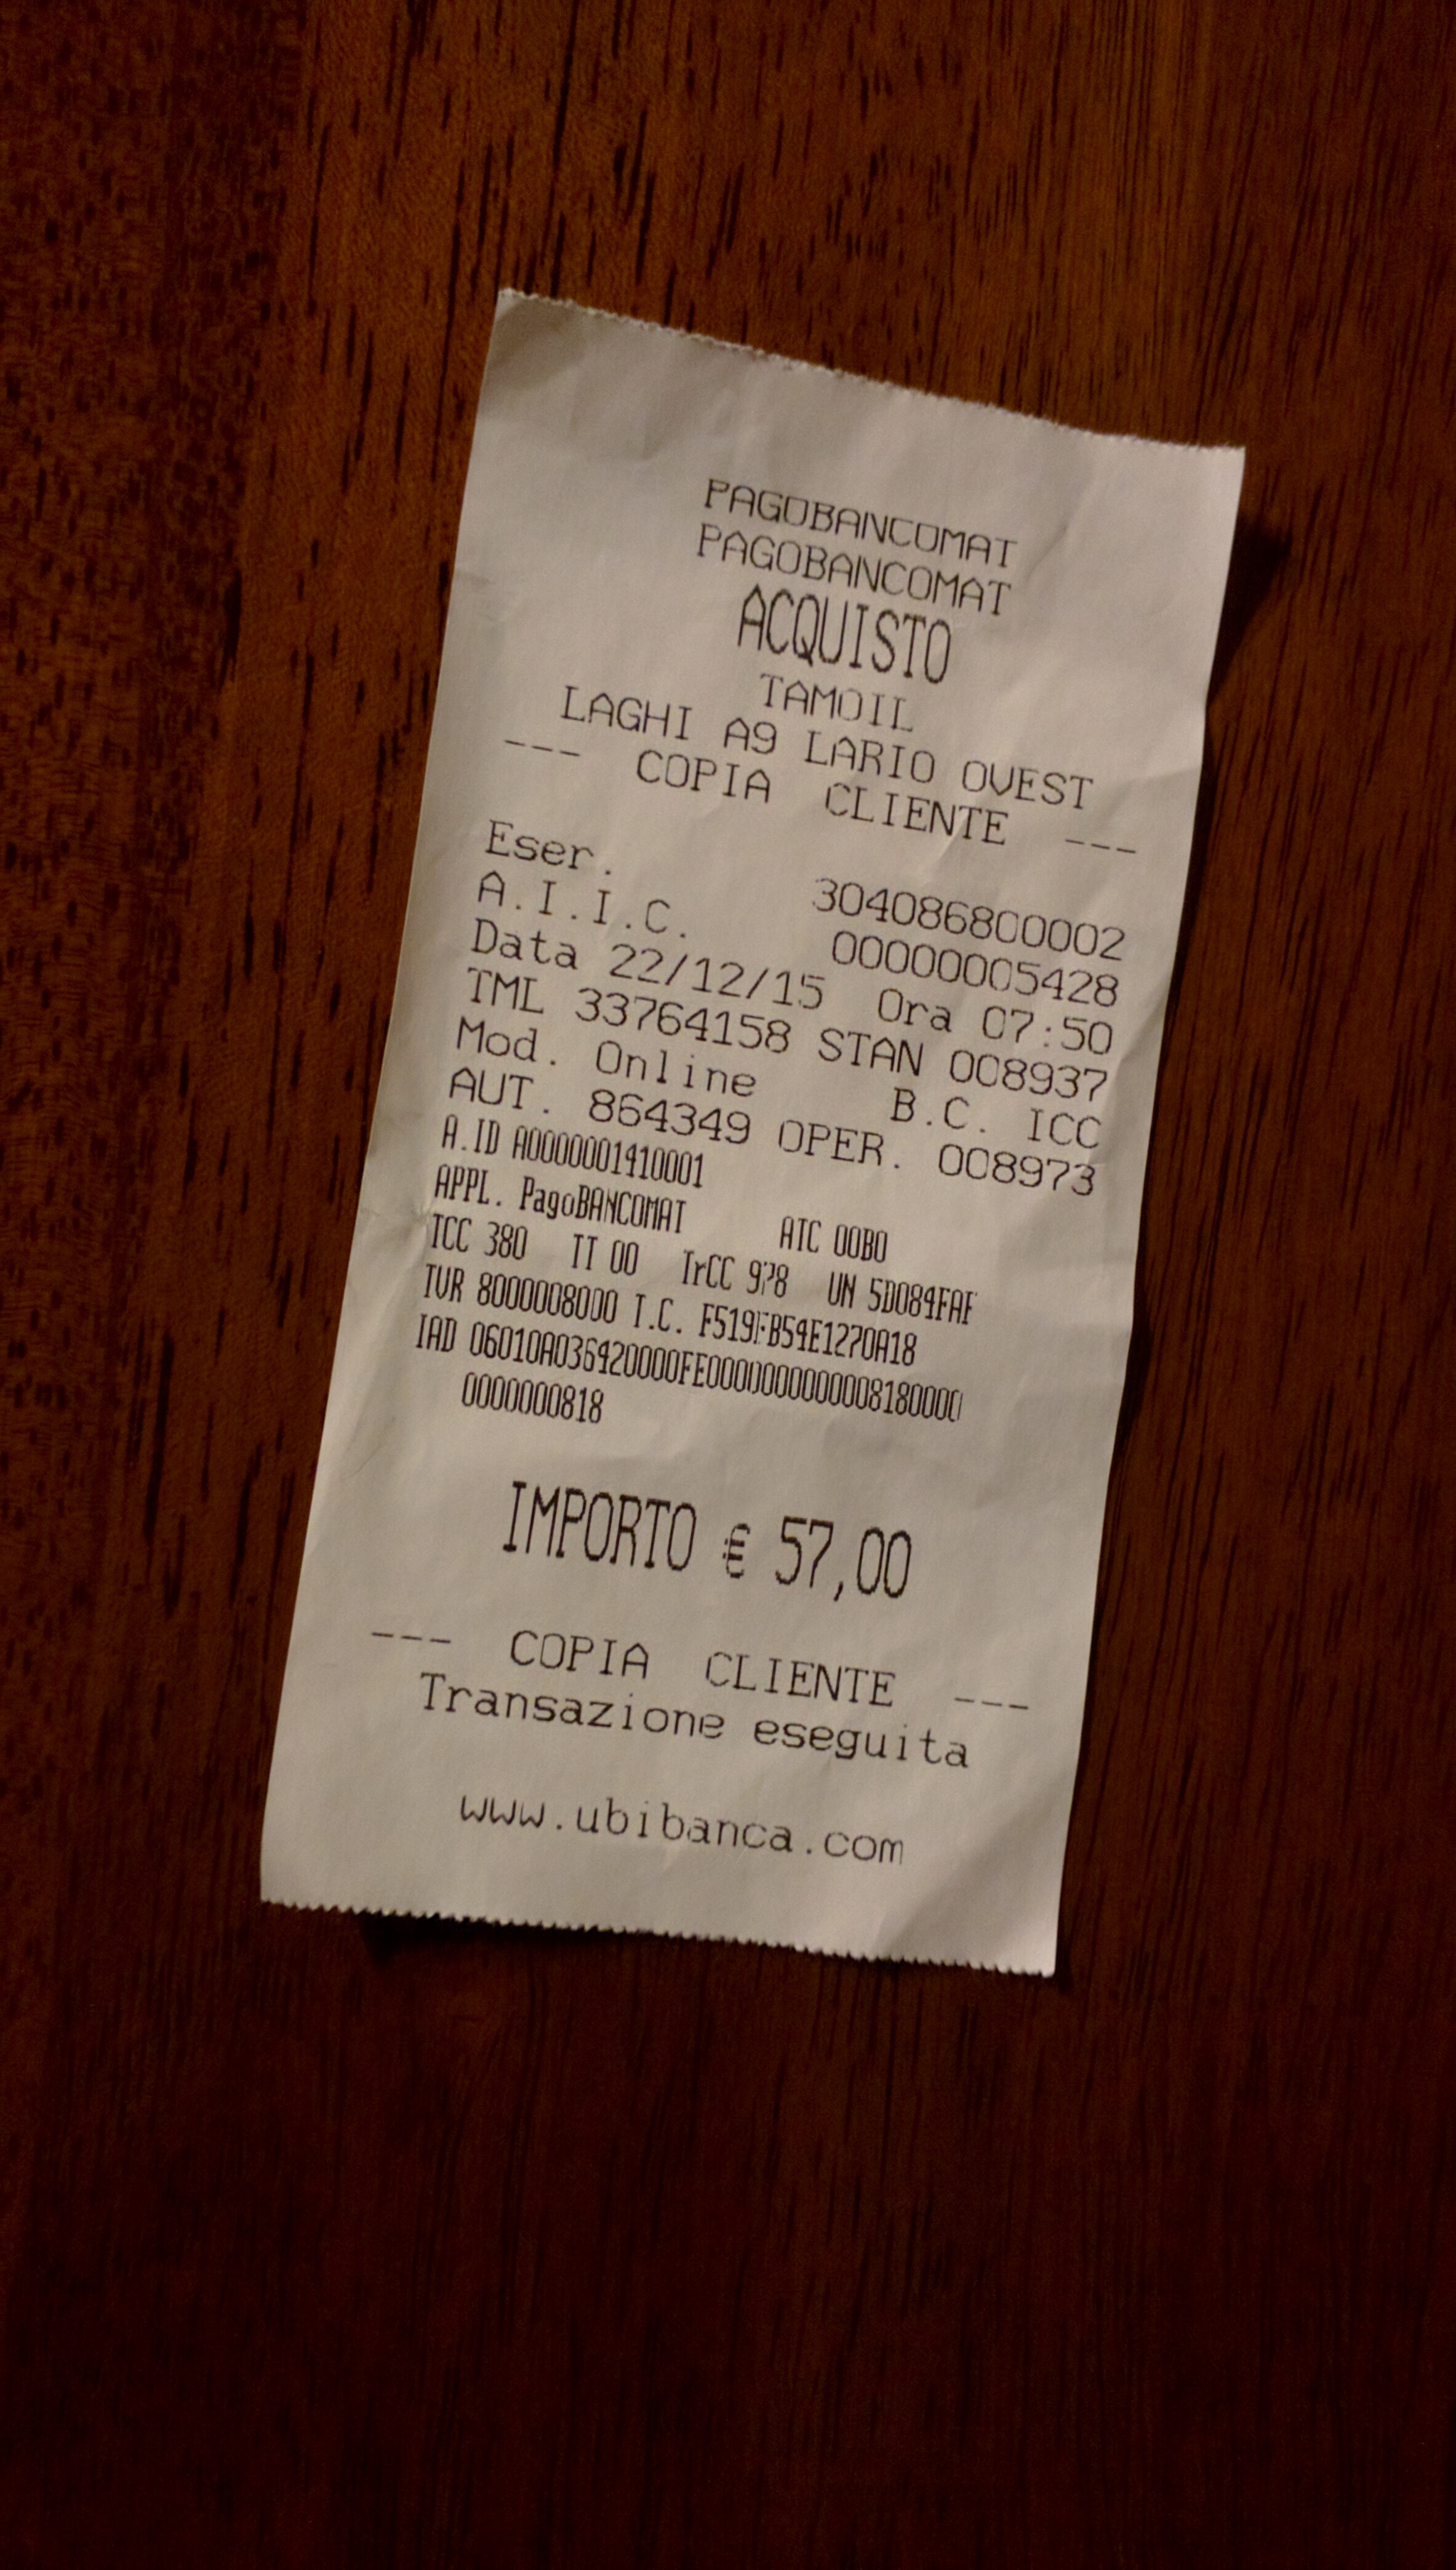 PAGOBANCOMAT
PAGOBANCOMAT
ACQUISTO
TAMOIL
LAGHI A9 LARIO OVEST
--- COPIA CLIENTE ---
Eser. 304086800002
A.I.I.C. 00000005428
Data 22/12/15 Ora 07:50
TML 33764158 STAN 008937
Mod. Online B.C. ICC
AUT. 864349 OPER. 008973
A.ID A0000001410001
APPL. PagoBANCOMAT ATC 00B0
TCC 380 TT 00 TrCC 978 UN 5D084FAF
TVR 8000008000 T.C. F519FB54E1270A18
IAD
0000000818
IMPORTO € 57,00
--- COPIA CLIENTE ---
Transazione eseguita
www.ubibanca.com